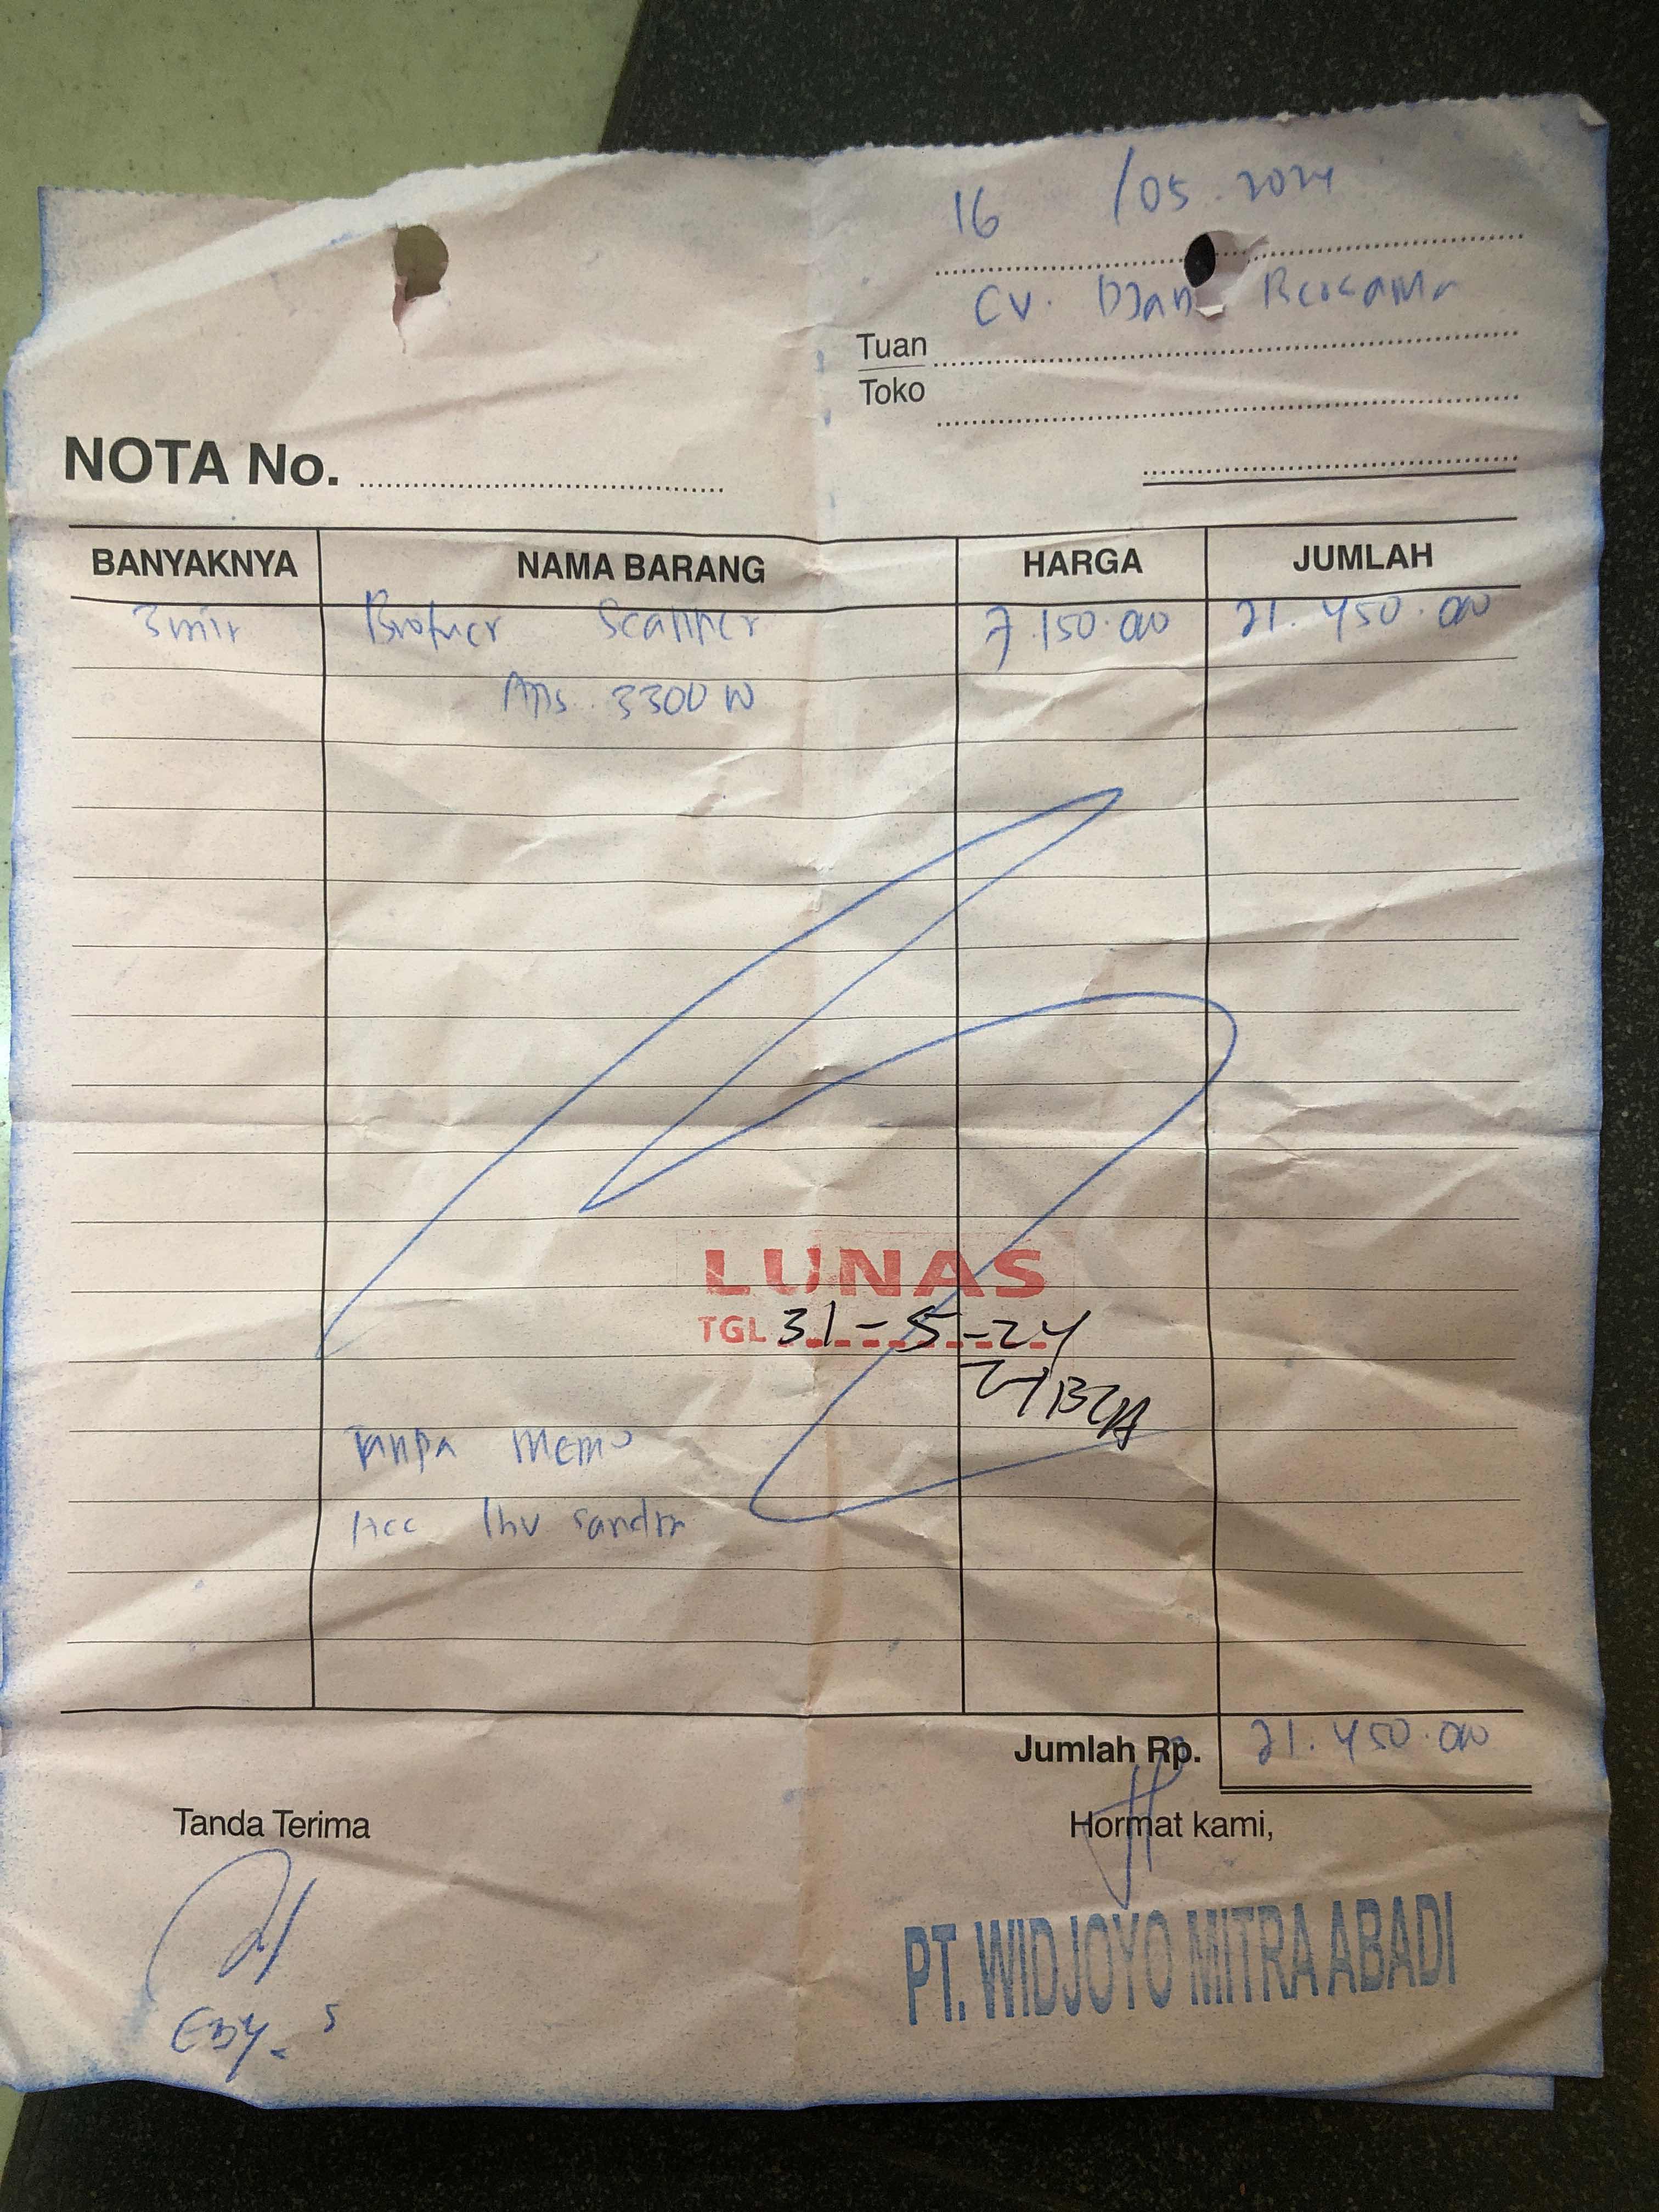 16 /05.2024
CV. Djan Bersama
Tuan
Toko
NOTA No.
BANYAKNYA NAMA BARANG HARGA JUMLAH
3 Brother Scanner 7.150.000 21.450.000
Ads 3300 W
LUNAS
TGL 31-5-24
BCA
Tanpa Memo
Acc Ibu Sandra
Jumlah Rp. 21.450.000
Tanda Terima Hormat kami,
PT. WIDJOYO MITRA ABADI